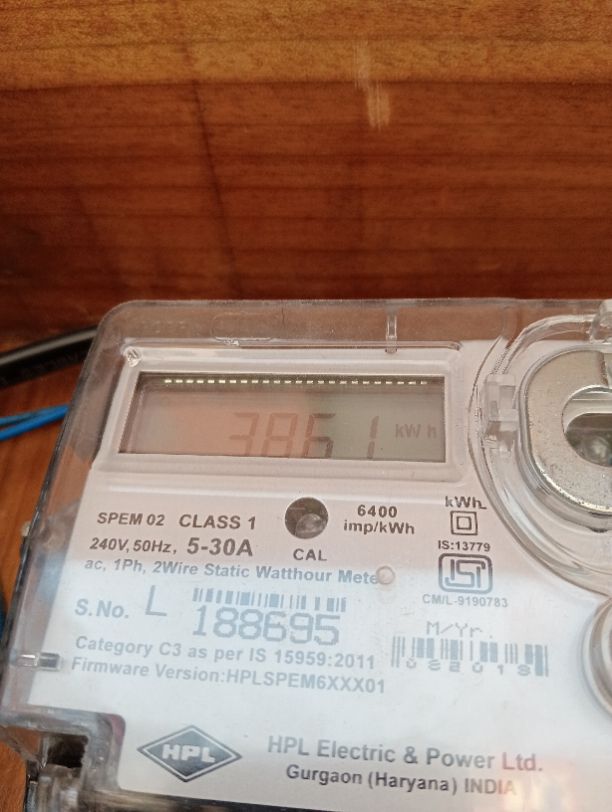 3861 kWh
SPEM 02 CLASS 1
6400
imp/kWh
kWh
240V, 50Hz, 5-30A
CAL
IS:13779
ac, 1Ph, 2Wire Static Watthour Meter
ISI
CM/L-9190783
S.No. L 188695
M/Yr.
Category C3 as per IS 15959:2011
Firmware Version:HPLSPEM6XXX01
HPL
HPL Electric & Power Ltd.
Gurgaon (Haryana) INDIA